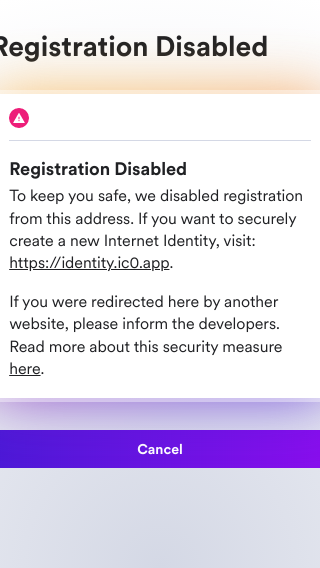 Registration Disabled
Registration Disabled
To keep you safe, we disabled registration
from this address. If you want to securely
create a new Internet Identity, visit:
https://identity.ic0.app.
If you were redirected here by another
website, please inform the developers.
Read more about this security measure
here.
Cancel